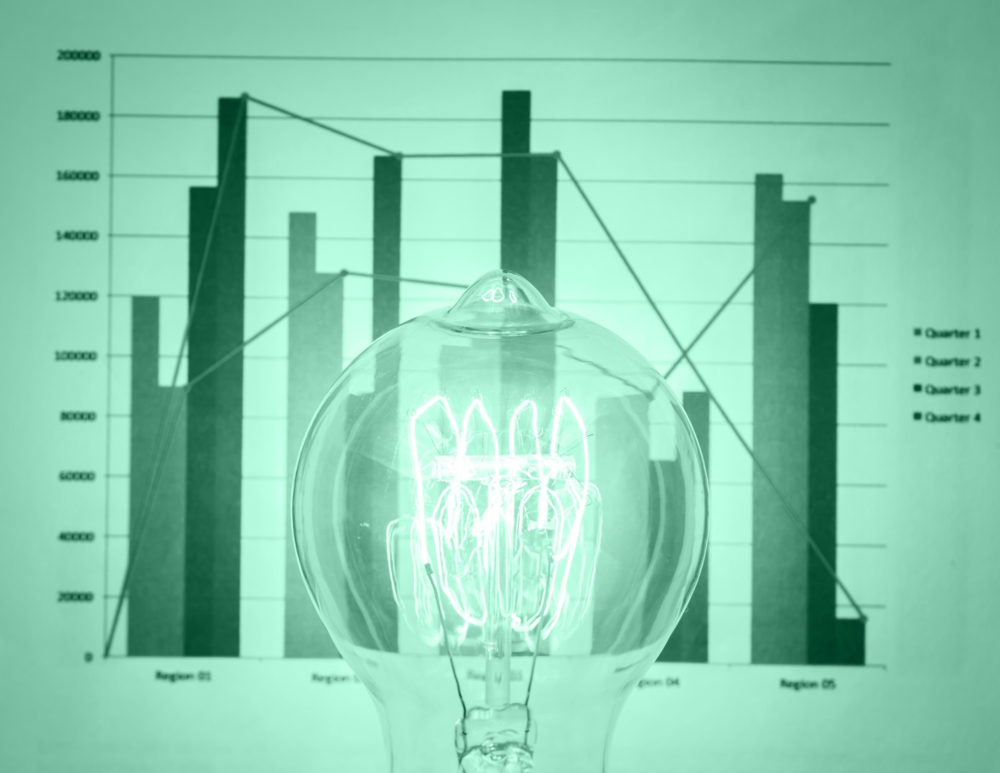 200000
180000
160000
140000
120000
100000
80000
60000
40000
20000
0
Region 01
Region 05
Quarter 1
Quarter 2
Quarter 3
Quarter 4